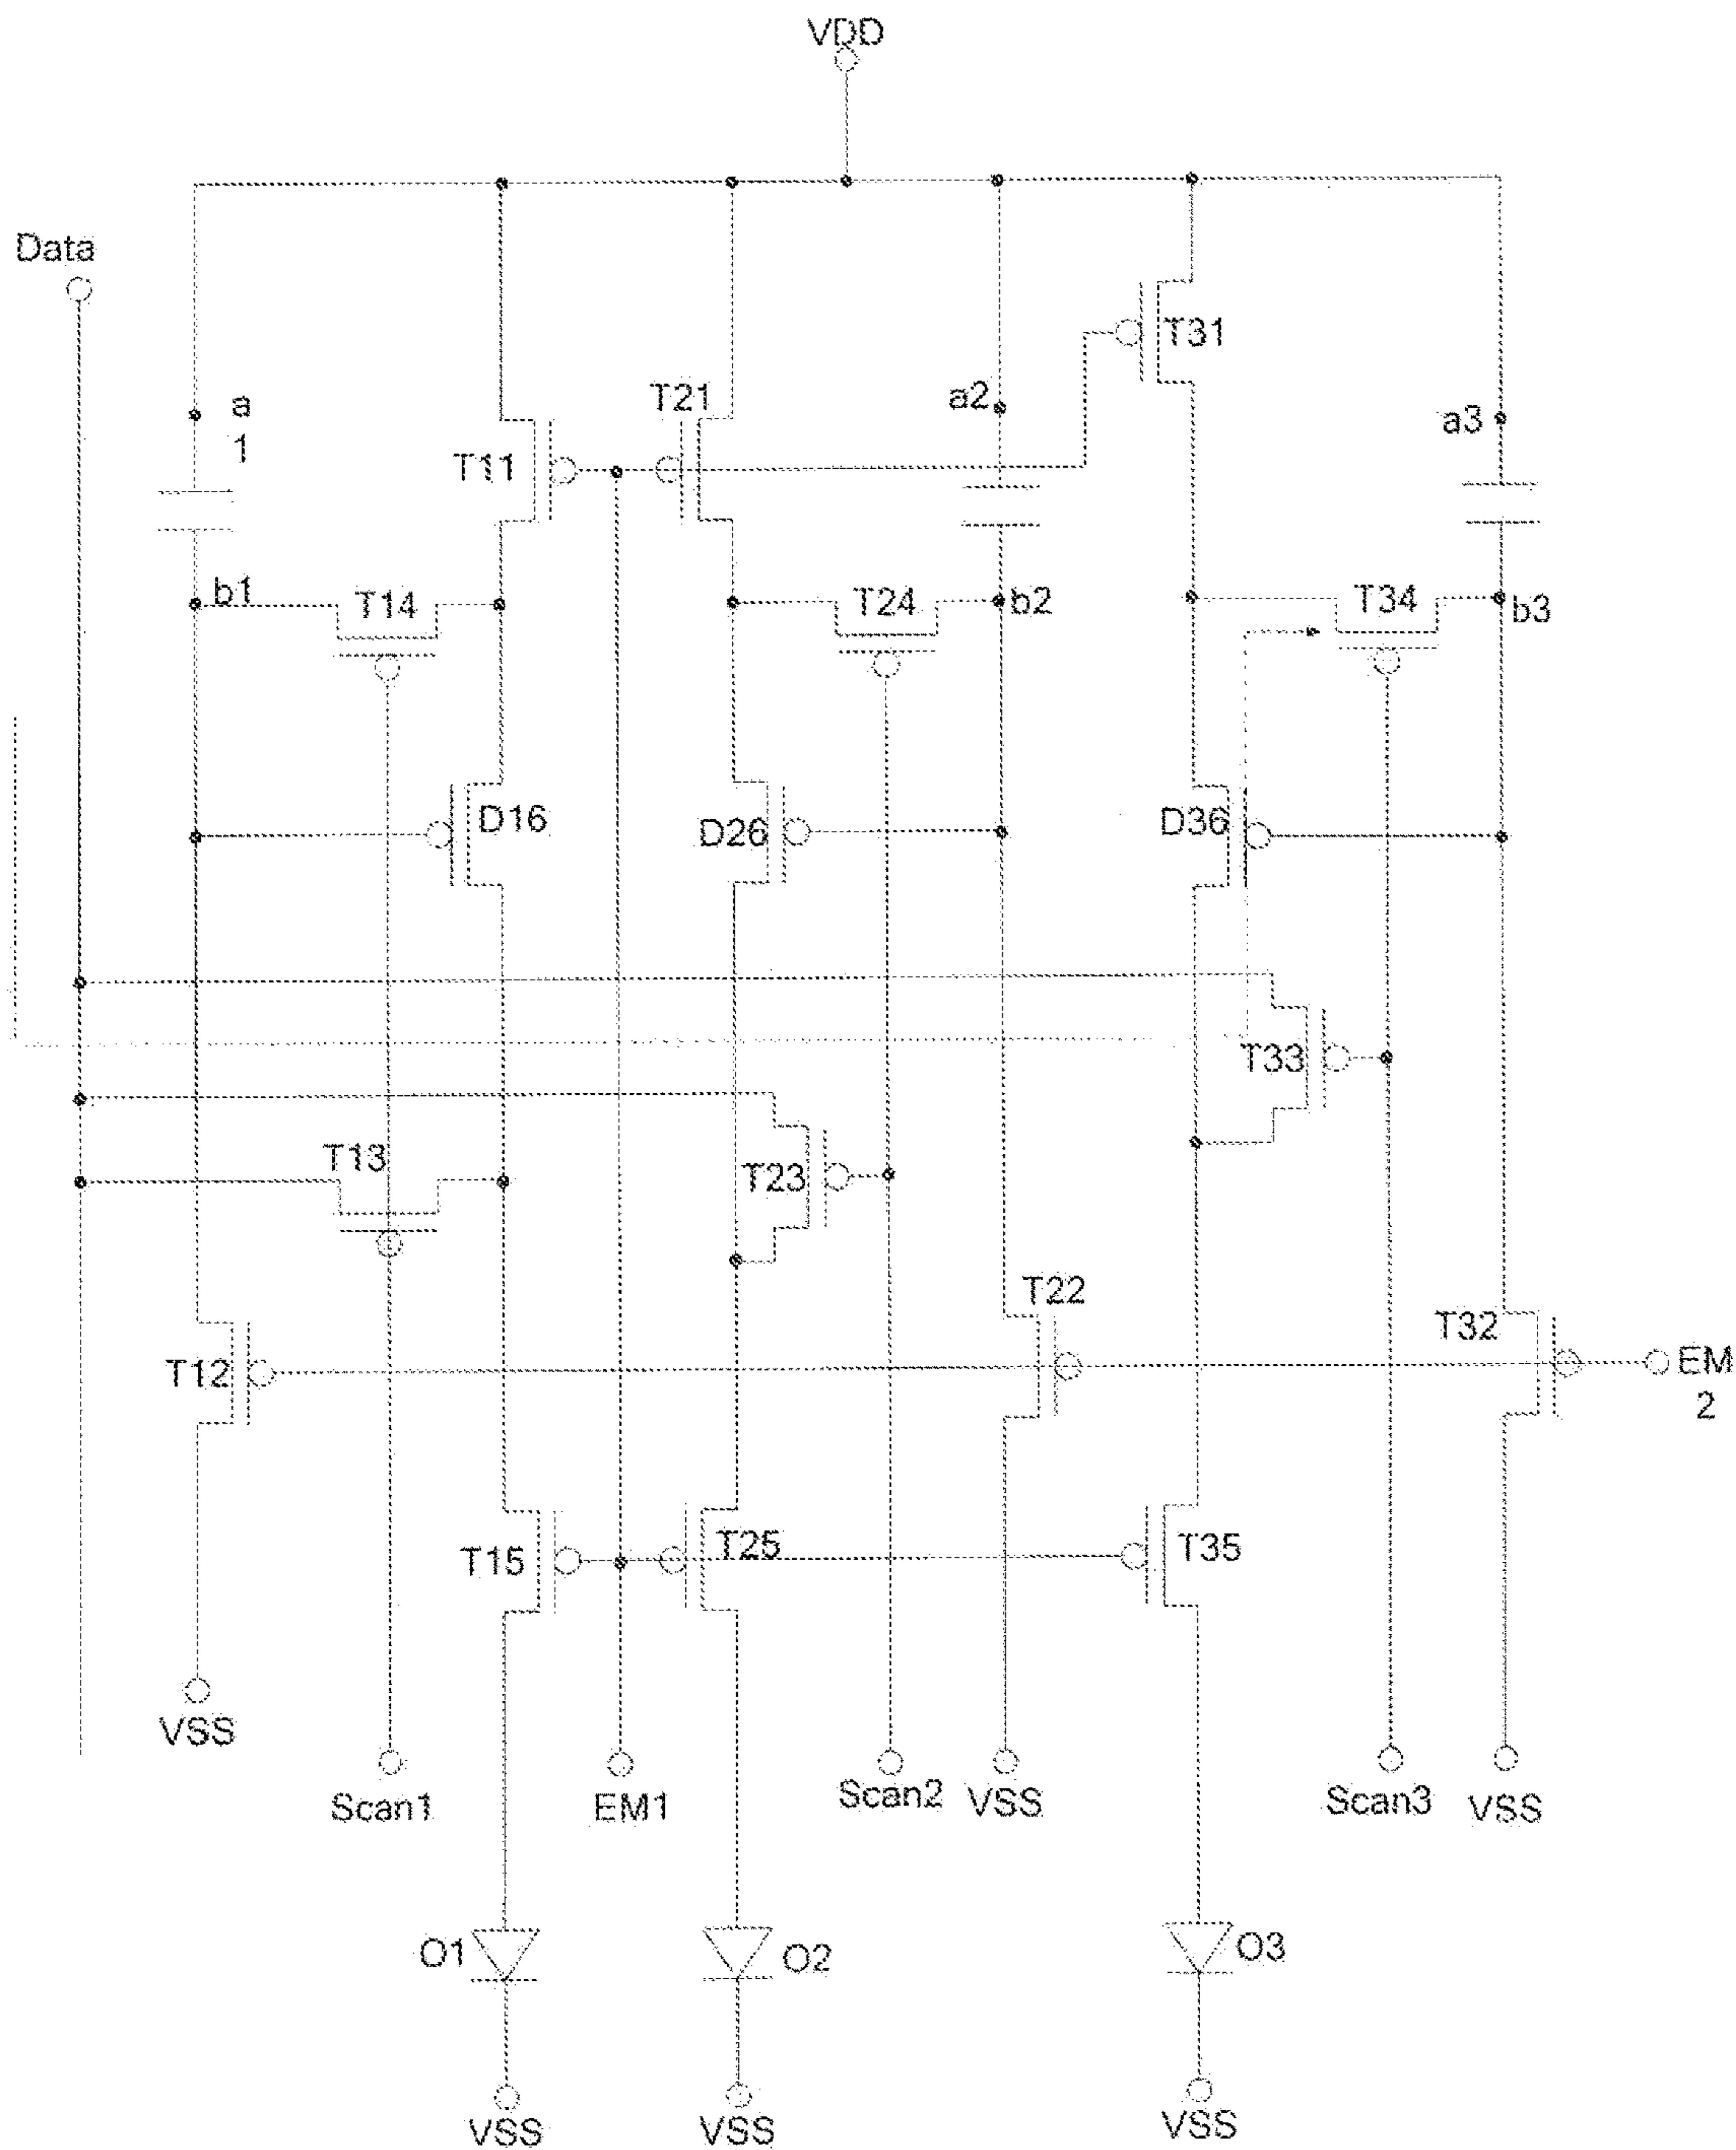 VDD
Data
T31
T21
a2
a
1
a3
T11
b1
T14
T24
b2
T34
b3
D16
D26
D36
T33
T13
T23
T22
T32
T12
EM
2
T15
T25
T35
VSS
Scan1
EM1
Scan2
VSS
Scan3
VSS
O1
O2
O3
VSS
VSS
VSS